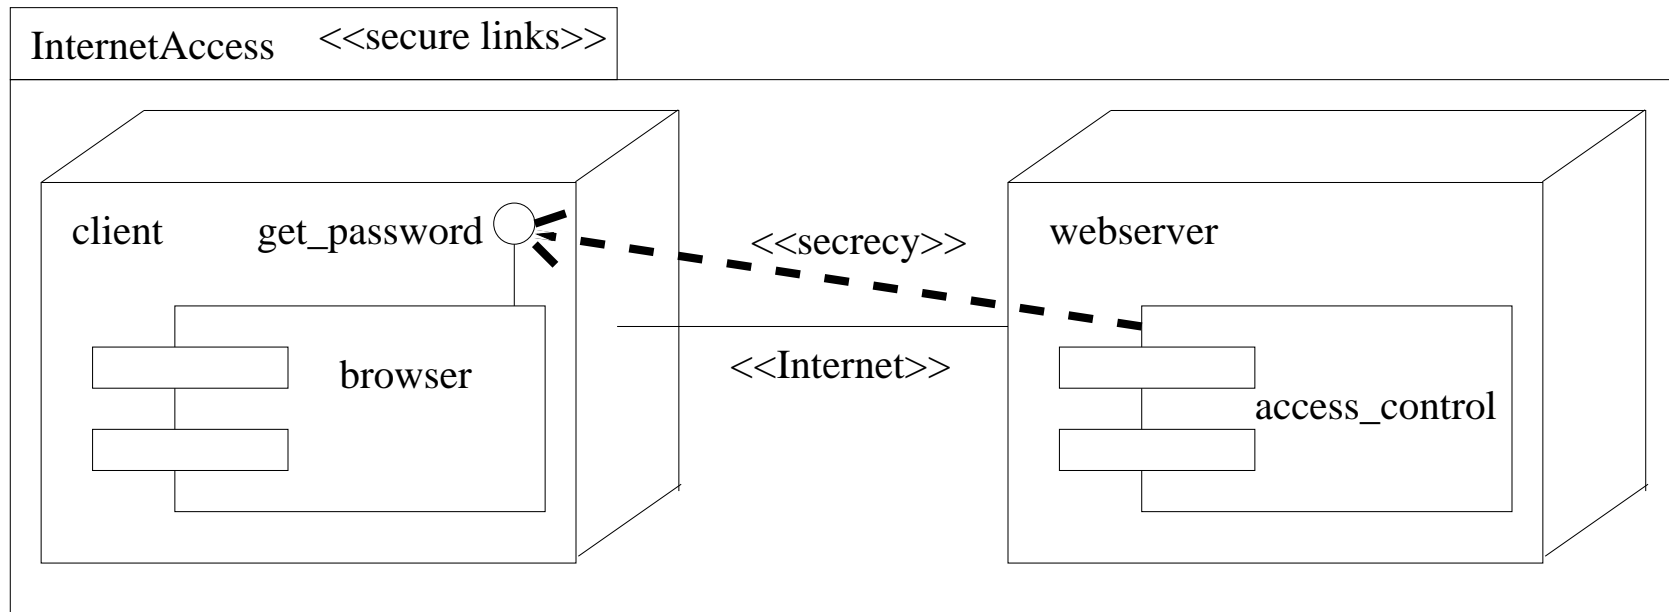 InternetAccess <<secure links>>
client
get_password
<<secrecy>>
webserver
browser
<<Internet>>
access_control